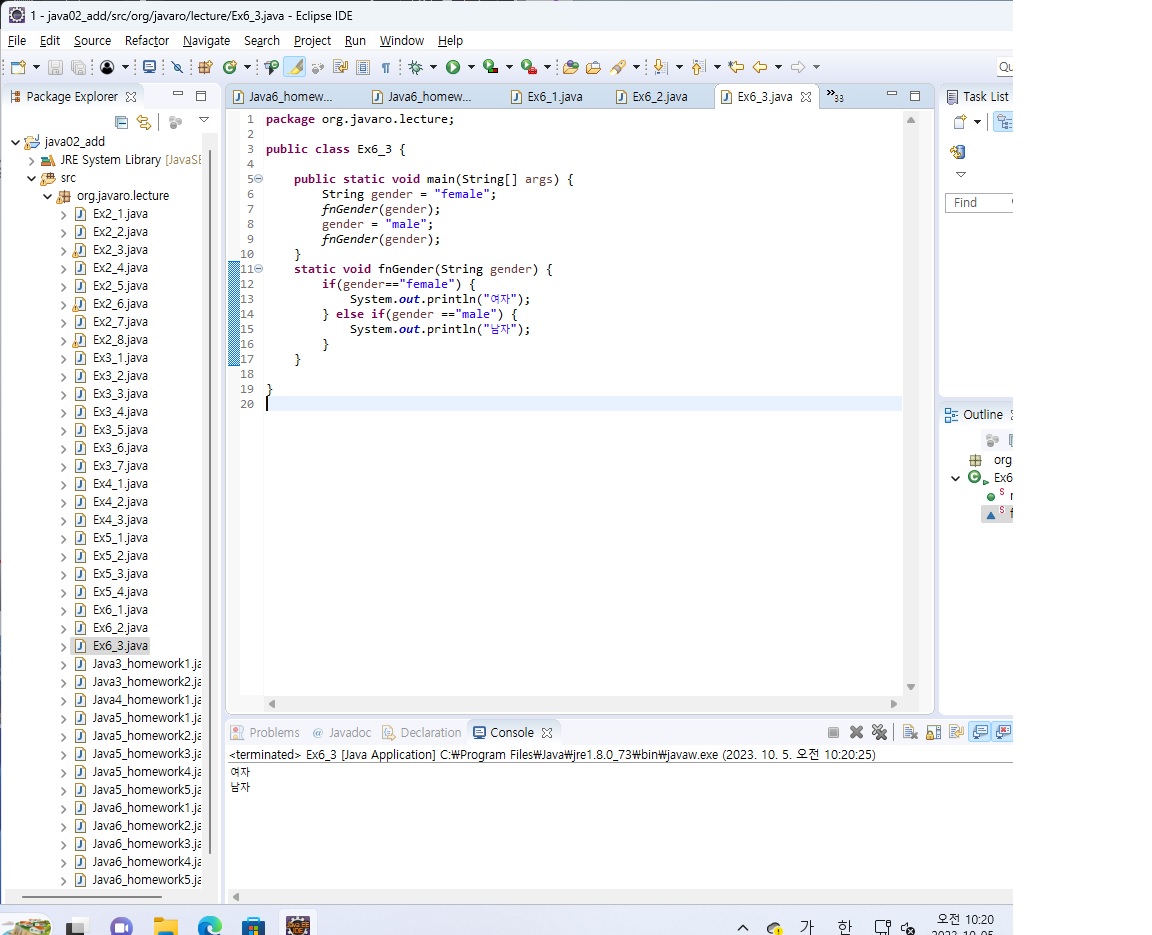 1 - java02_add/src/org/javaro/lecture/Ex6_3.java - Eclipse IDE
File Edit Source Refactor Navigate Search Project Run Window Help
Qu
Package Explorer
java02_add
JRE System Library [JavaSE
src
org.javaro.lecture
Ex2_1.java
Ex2_2.java
Ex2_3.java
Ex2_4.java
Ex2_5.java
Ex2_6.java
Ex2_7.java
Ex2_8.java
Ex3_1.java
Ex3_2.java
Ex3_3.java
Ex3_4.java
Ex3_5.java
Ex3_6.java
Ex3_7.java
Ex4_1.java
Ex4_2.java
Ex4_3.java
Ex5_1.java
Ex5_2.java
Ex5_3.java
Ex5_4.java
Ex6_1.java
Ex6_2.java
Ex6_3.java
Java3_homework1.ja
Java3_homework2.ja
Java4_homework1.ja
Java5_homework1.ja
Java5_homework2.ja
Java5_homework3.ja
Java5_homework4.ja
Java5_homework5.ja
Java6_homework1.ja
Java6_homework2.ja
Java6_homework3.ja
Java6_homework4.ja
Java6_homework5.ja
Java6_homew... Java6_homew... Ex6_1.java Ex6_2.java Ex6_3.java »33
1 package org.javaro.lecture;
2
3 public class Ex6_3 {
4
5 public static void main(String[] args) {
6 String gender = "female";
7 fnGender(gender);
8 gender = "male";
9 fnGender(gender);
10 }
11 static void fnGender(String gender) {
12 if(gender=="female") {
13 System.out.println("여자");
14 } else if(gender =="male") {
15 System.out.println("남자");
16 }
17 }
18
19 }
20
Task List
Find
Outline
org
Ex6
Problems @ Javadoc Declaration Console
<terminated> Ex6_3 [Java Application] C:₩Program Files₩Java₩jre1.8.0_73₩bin₩javaw.exe (2023. 10. 5. 오전 10:20:25)
여자
남자
가 한 오전 10:20
2023-10-05